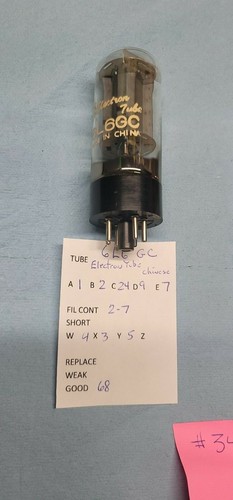 Electron
Tube
6GC
IN CHINA
TUBE 6L6 GC
Electron Tube
chinese
A 1 B 2 C 24 D 9 E 7
FIL CONT 2-7
SHORT
W 4 X 3 Y 5 Z
REPLACE
WEAK
GOOD 68
# 34